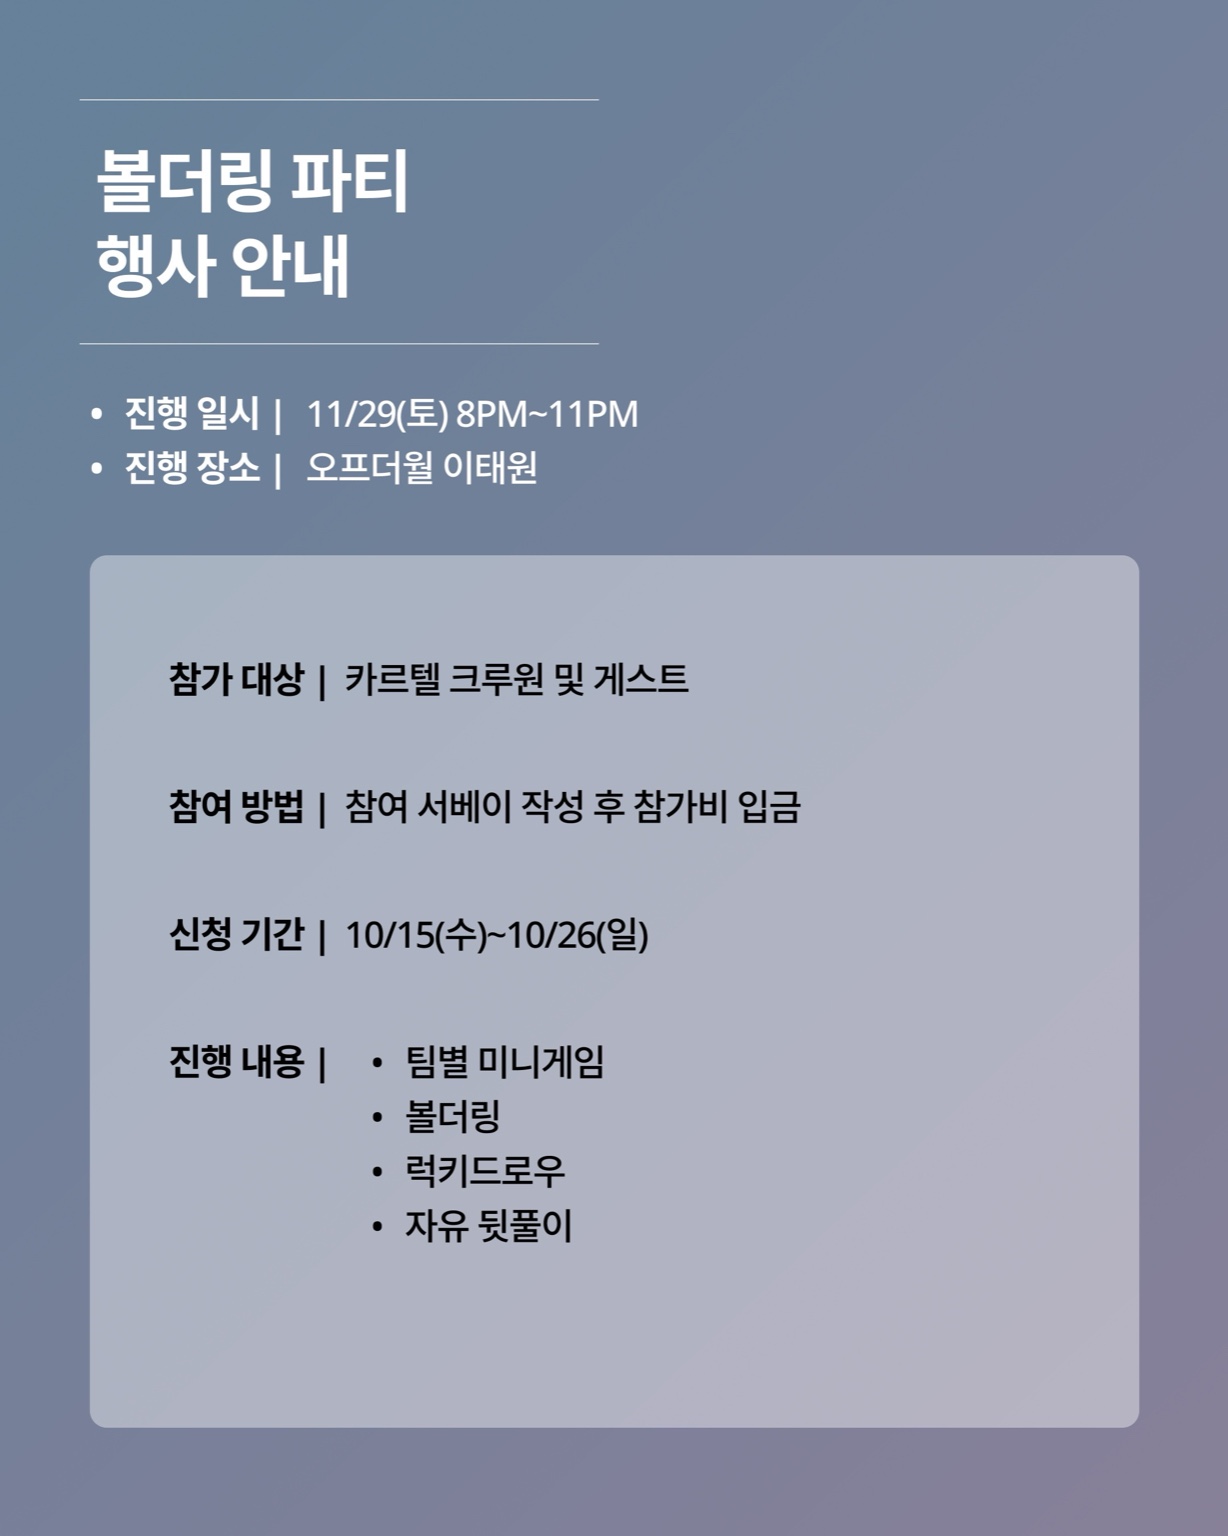 볼더링 파티
행사 안내
• 진행 일시 | 11/29(토) 8PM~11PM
• 진행 장소 | 오프더월 이태원
참가 대상 | 카르텔 크루원 및 게스트
참여 방법 | 참여 서베이 작성 후 참가비 입금
신청 기간 | 10/15(수)~10/26(일)
진행 내용 | • 팀별 미니게임
• 볼더링
• 럭키드로우
• 자유 뒷풀이